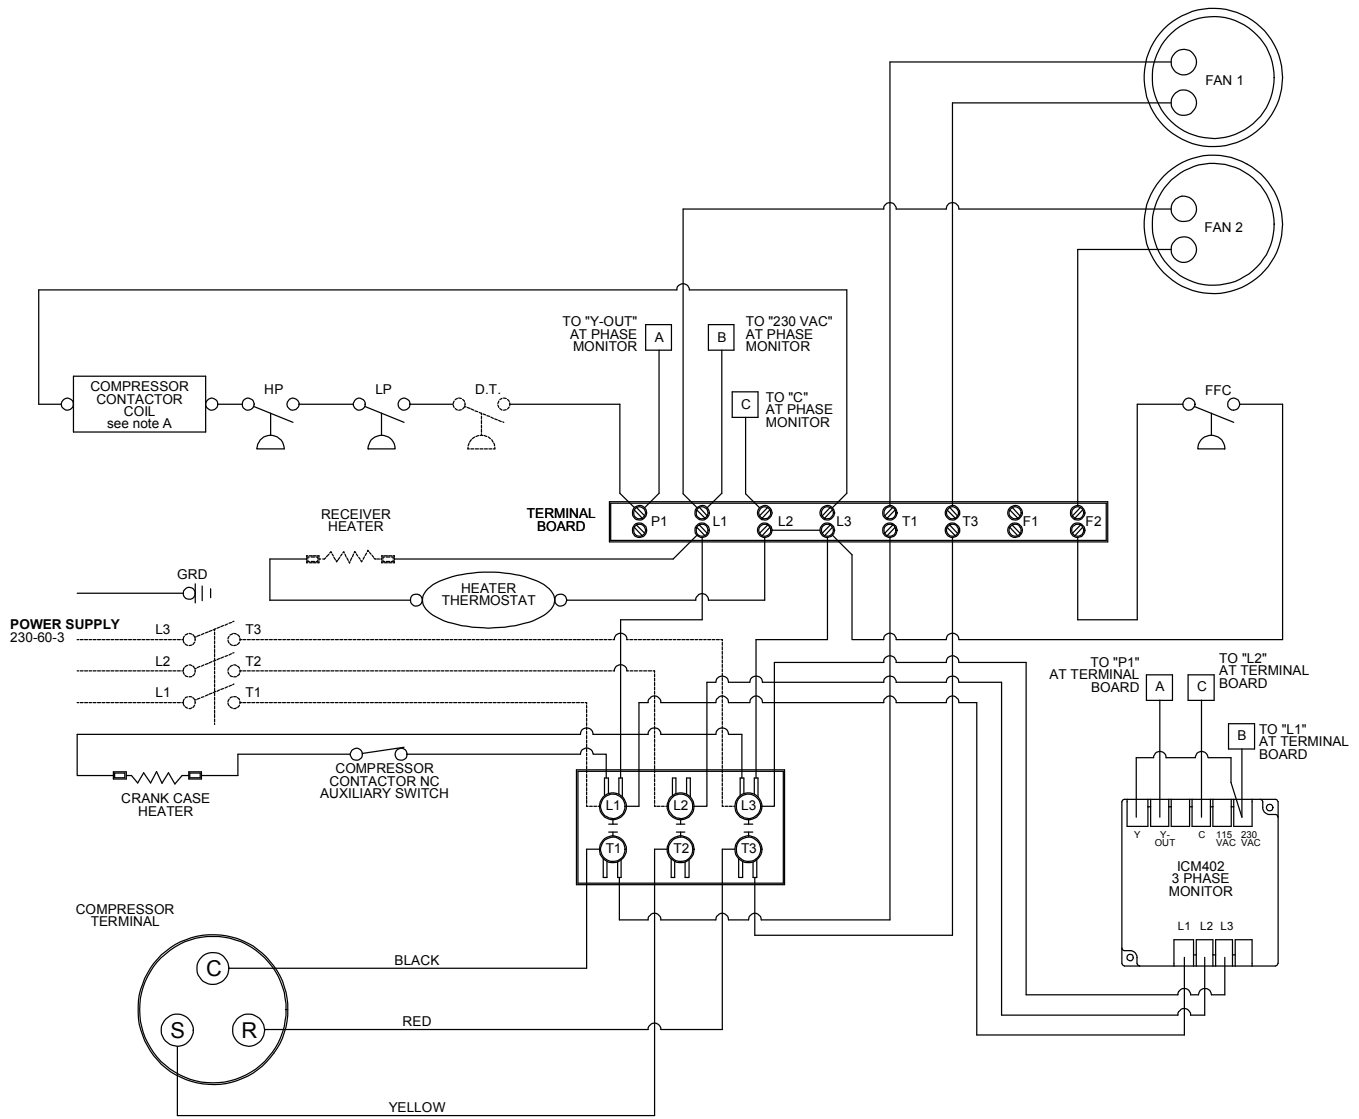 FAN 1
FAN 2
TO "Y-OUT"
AT PHASE
MONITOR
A
B
TO "230 VAC"
AT PHASE
MONITOR
C
TO "C"
AT PHASE
MONITOR
COMPRESSOR
CONTACTOR
COIL
see note A
HP
LP
D.T.
FFC
RECEIVER
HEATER
TERMINAL
BOARD
P1
L1
L2
L3
T1
T3
F1
F2
HEATER
THERMOSTAT
GRD
POWER SUPPLY
230-60-3
L3
T3
L2
T2
L1
T1
TO "P1"
AT TERMINAL
BOARD
A
C
TO "L2"
AT TERMINAL
BOARD
B
TO "L1"
AT TERMINAL
BOARD
COMPRESSOR
CONTACTOR NC
AUXILIARY SWITCH
CRANK CASE
HEATER
L1
L2
L3
T1
T2
T3
Y
Y-
OUT
C
115
VAC
230
VAC
ICM402
3 PHASE
MONITOR
L1 L2 L3
COMPRESSOR
TERMINAL
C
S
R
BLACK
RED
YELLOW